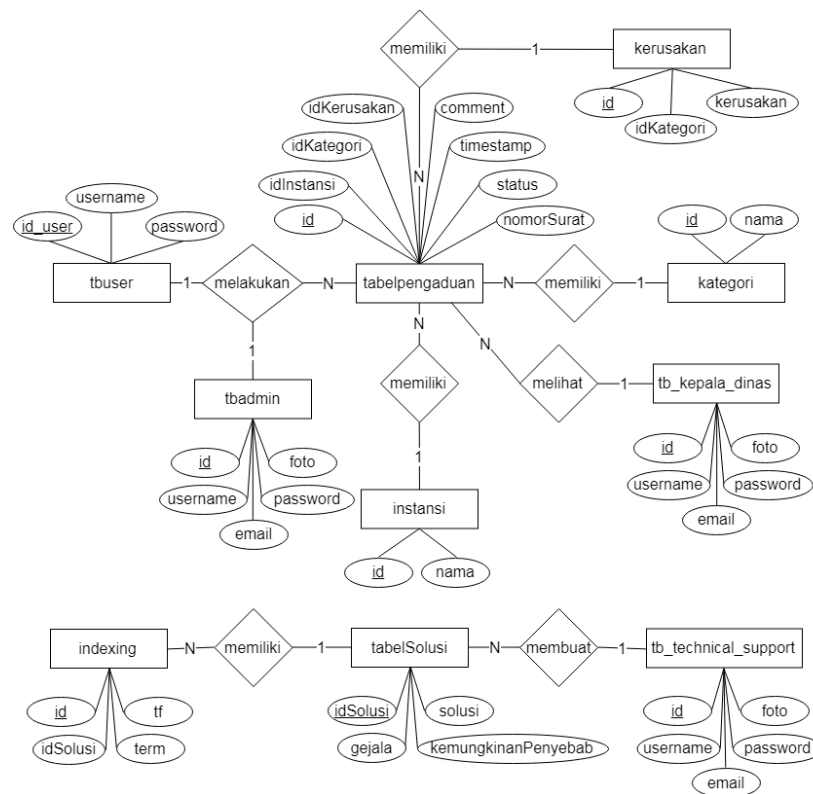 memiliki
1
kerusakan
idKerusakan
comment
id
kerusakan
idKategori
idKategori
timestamp
N
idInstansi
status
username
id
nomorSurat
id_user
password
id
nama
tbuser
1
melakukan
N
tabelpengaduan
N
memiliki
1
kategori
N
N
1
memiliki
melihat
1
tb_kepala_dinas
tbadmin
id
foto
1
id
foto
username
password
username
password
email
instansi
email
id
nama
indexing
N
memiliki
1
tabelSolusi
N
membuat
1
tb_technical_support
id
tf
idSolusi
solusi
id
foto
idSolusi
term
gejala
kemungkinanPenyebab
username
password
email